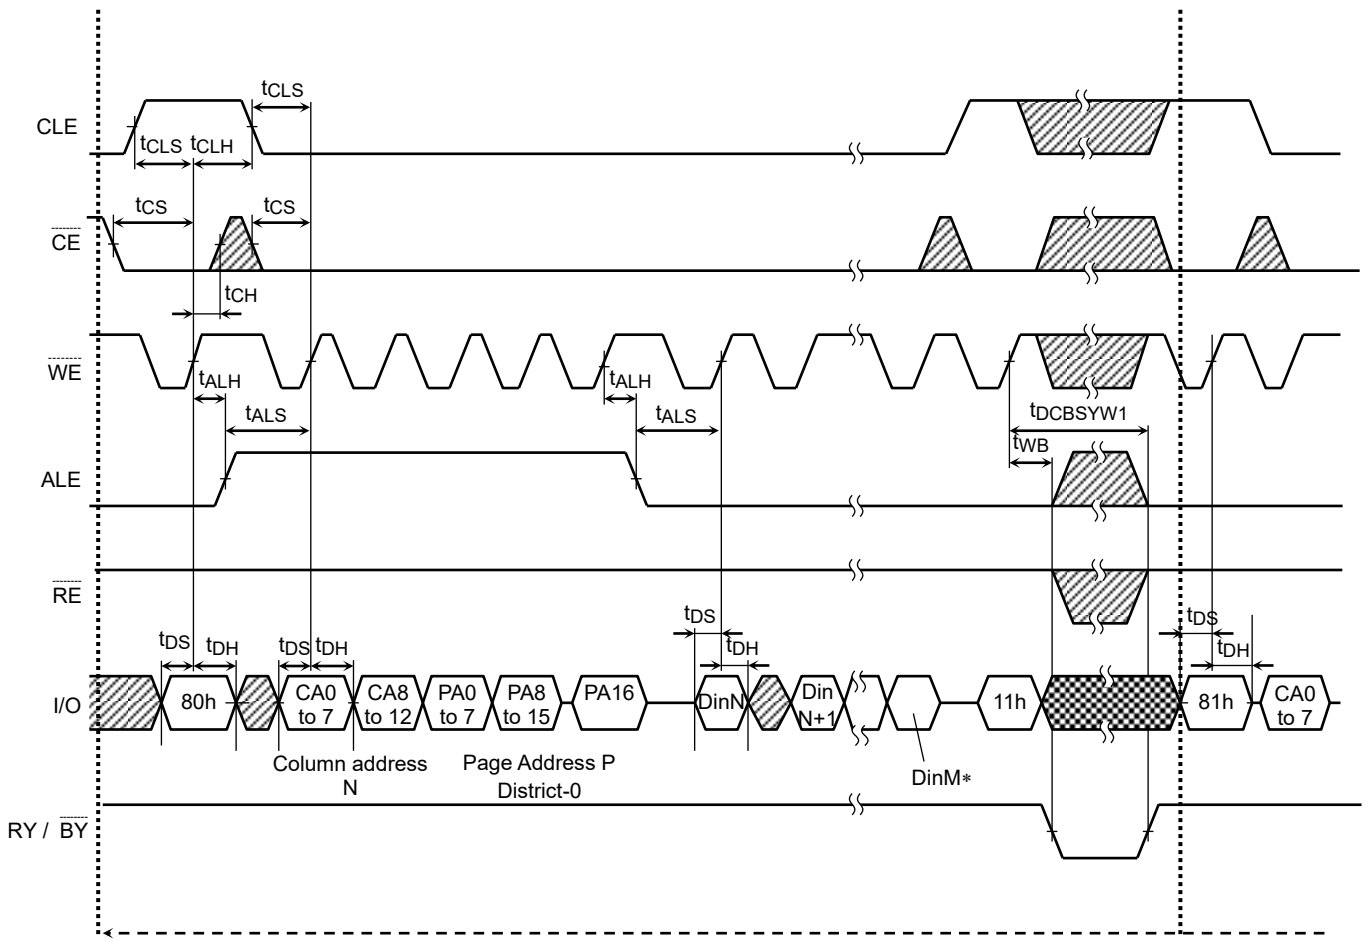 tCLS
CLE
tCLS tCLH
tCS tCS
CE
tCH
WE
tALH tALH
tALS tALS tDCBSYW1
tWB
ALE
RE
tDS tDH tDS tDH tDS tDH tDS tDH
I/O 80h CA0 to 7 CA8 to 12 PA0 to 7 PA8 to 15 PA16 DinN Din N+1 11h 81h CA0 to 7
Column address
N
Page Address P
District-0
DinM*
RY / BY